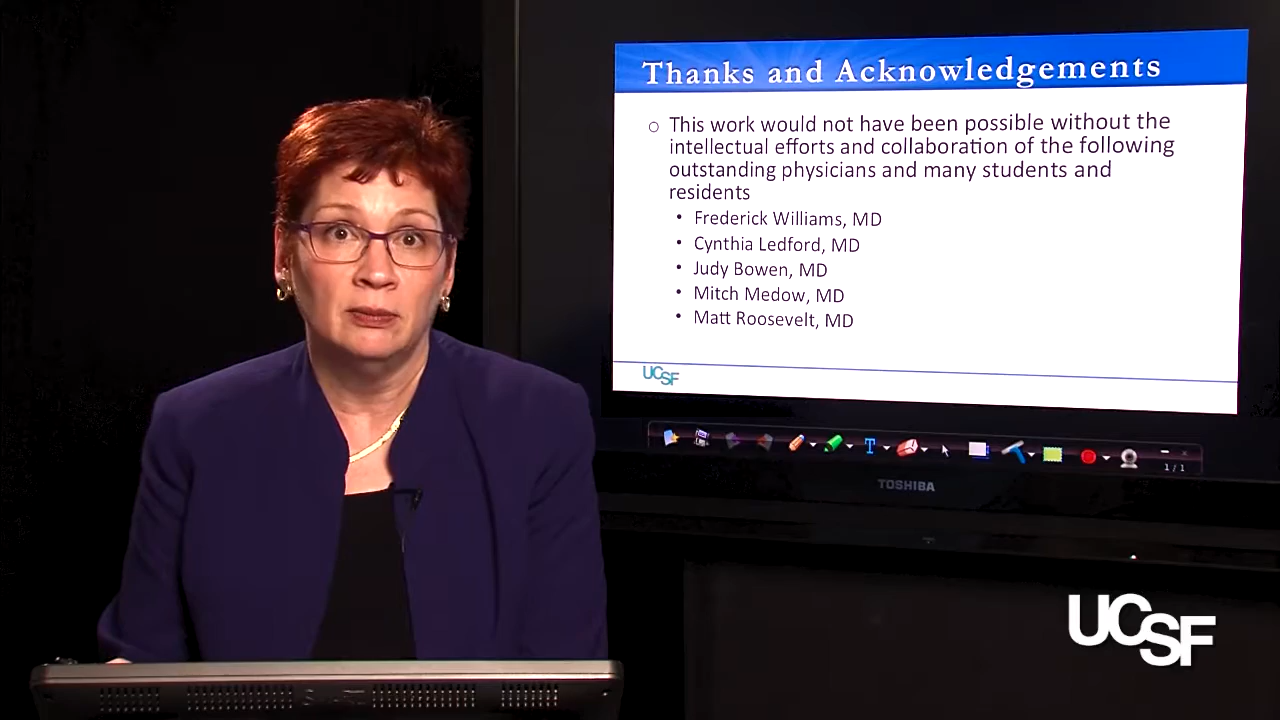 Thanks and Acknowledgements
This work would not have been possible without the
intellectual efforts and collaboration of the following
outstanding physicians and many students and
residents
Frederick Williams, MD
Cynthia Ledford, MD
Judy Bowen, MD
Mitch Medow, MD
Matt Roosevelt, MD
UCSF
T
1/1
TOSHIBA
UCSF